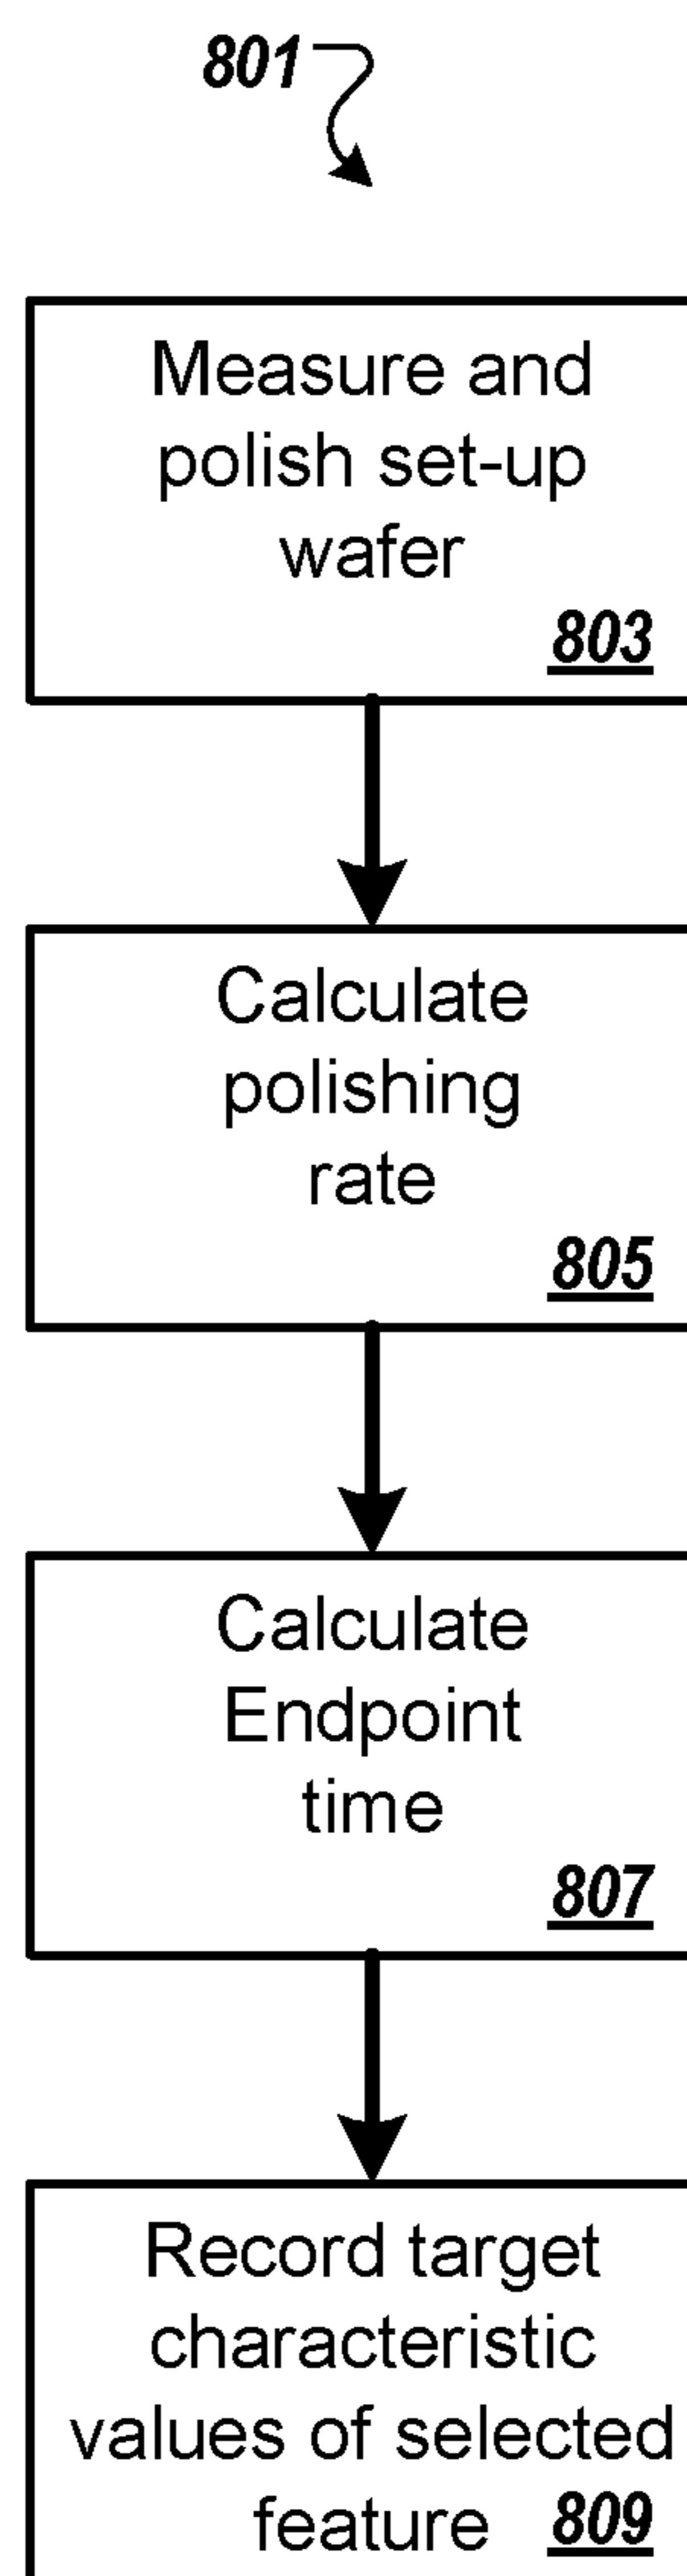 801
Measure and
polish set-up
wafer
803
Calculate
polishing
rate
805
Calculate
Endpoint
time
807
Record target
characteristic
values of selected
feature 809